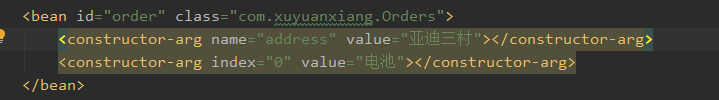 <bean id="order" class="com.xuyuanxiang.Orders">
<constructor-arg name="address" value="亚迪三村"></constructor-arg>
<constructor-arg index="0" value="电池"></constructor-arg>
</bean>